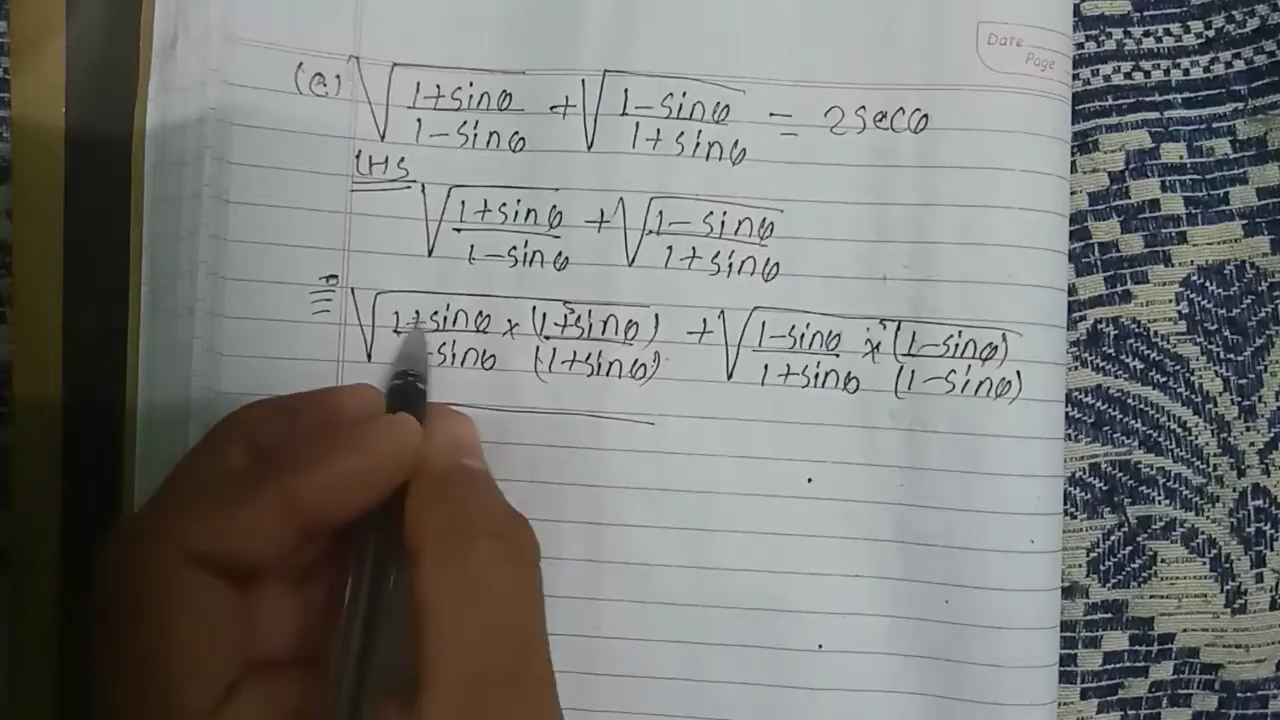 Date
Page
(a) √(1+sinθ/1-sinθ) + √(1-sinθ/1+sinθ) = 2secθ
LHS
√(1+sinθ/1-sinθ) + √(1-sinθ/1+sinθ)
√(1+sinθ × (1+sinθ)/-sinθ (1+sinθ)) + √(1-sinθ × (1-sinθ)/1+sinθ (1-sinθ))